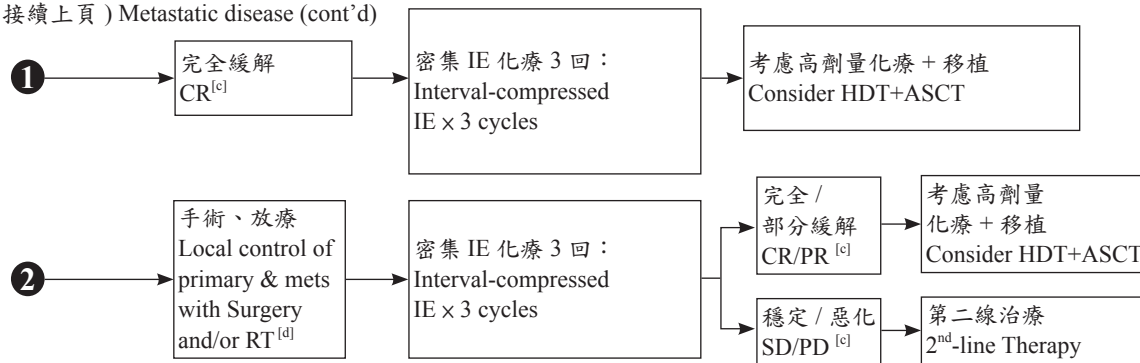 接續上頁 ) Metastatic disease (cont’d)
1
完全緩解
CR[c]
密集 IE 化療 3 回：
Interval-compressed
IE × 3 cycles
考慮高劑量化療 + 移植
Consider HDT+ASCT
2
手術、放療
Local control of
primary & mets
with Surgery
and/or RT[d]
密集 IE 化療 3 回：
Interval-compressed
IE × 3 cycles
完全 /
部分緩解
CR/PR [c]
考慮高劑量
化療 + 移植
Consider HDT+ASCT
穩定 / 惡化
SD/PD [c]
第二線治療
2nd-line Therapy